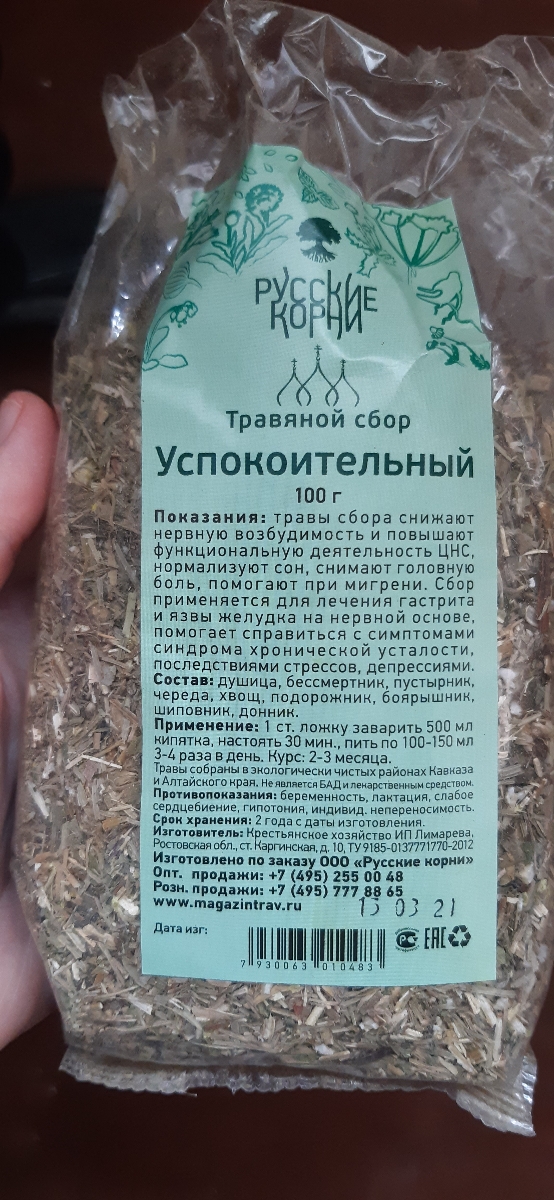 РУССКИЕ
КОРНИ
Травяной сбор
Успокоительный
100 г
Показания: травы сбора снижают
нервную возбудимость и повышают
функциональную деятельность ЦНС,
нормализуют сон, снимают головную
боль, помогают при мигрени. Сбор
применяется для лечения гастрита
и язвы желудка на нервной основе,
помогает справиться с симптомами
синдрома хронической усталости,
последствиями стрессов, депрессиями.
Состав: душица, бессмертник, пустырник,
череда, хвощ, подорожник, боярышник,
шиповник, донник.
Применение: 1 ст. ложку заварить 500 мл
кипятка, настоять 30 мин., пить по 100-150 мл
3-4 раза в день. Курс: 2-3 месяца.
Травы собраны в экологически чистых районах Кавказа
и Алтайского края. Не является БАД и лекарственным средством.
Противопоказания: беременность, лактация, слабое
сердцебиение, гипотония, индивид. непереносимость.
Срок хранения: 2 года с даты изготовления.
Изготовитель: Крестьянское хозяйство ИП Лимарева,
Ростовская обл., ст. Каргинская, д. 10, ТУ 9185-0137771770-2012
Изготовлено по заказу ООО «Русские корни»
Опт. продажи: +7 (495) 255 00 48
Розн. продажи: +7 (495) 777 88 65
www.magazintrav.ru
13 03 21
Дата изг:
РС ЕАС
7 930063 010483